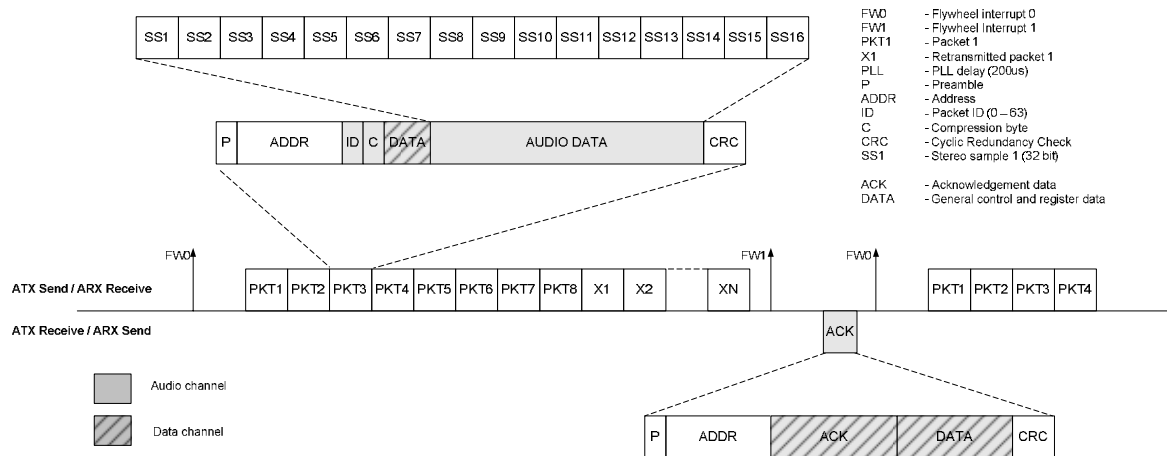 SS1 SS2 SS3 SS4 SS5 SS6 SS7 SS8 SS9 SS10 SS11 SS12 SS13 SS14 SS15 SS16
FW0 - Flywheel interrupt 0
FW1 - Flywheel Interrupt 1
PKT1 - Packet 1
X1 - Retransmitted packet 1
PLL - PLL delay (200us)
P - Preamble
ADDR - Address
ID - Packet ID (0 – 63)
C - Compression byte
CRC - Cyclic Redundancy Check
SS1 - Stereo sample 1 (32 bit)
ACK - Acknowledgement data
DATA - General control and register data
P ADDR ID C DATA AUDIO DATA CRC
FW0 FW1 FW0
ATX Send / ARX Receive PKT1 PKT2 PKT3 PKT4 PKT5 PKT6 PKT7 PKT8 X1 X2 XN PKT1 PKT2 PKT3 PKT4
ATX Receive / ARX Send ACK
Audio channel
Data channel
P ADDR ACK DATA CRC